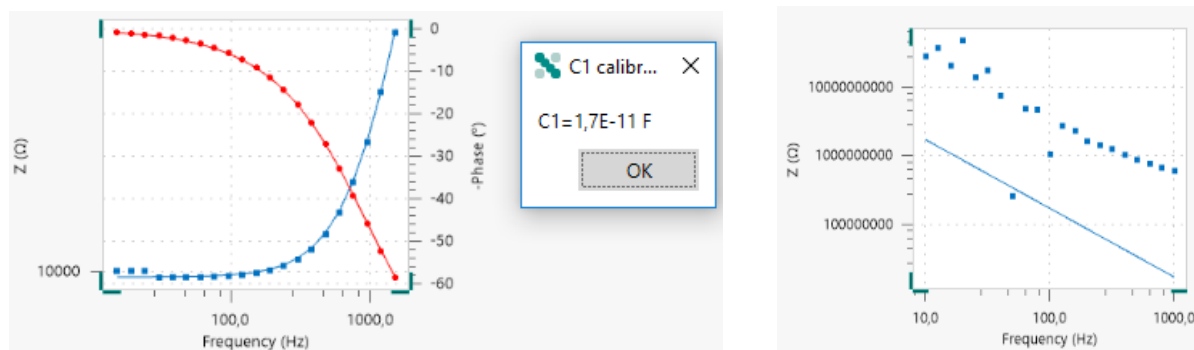 Z (Ω)
10000
100,0
1000,0
Frequency (Hz)
0
-10
-20
-30
-40
-50
-60
-Phase (°)
C1 calibr...
C1=1,7E-11 F
OK
Z (Ω)
10000000000
1000000000
100000000
10,0
100,0
1000,0
Frequency (Hz)